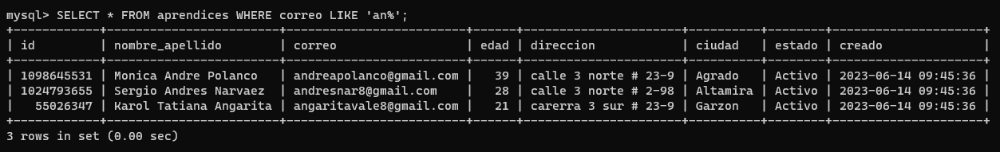 mysql> SELECT * FROM aprendices WHERE correo LIKE 'an%';
+------------+------------------------+-------------------------+------+---------------------+----------+--------+---------------------+
| id         | nombre_apellido        | correo                  | edad | direccion           | ciudad   | estado | creado              |
+------------+------------------------+-------------------------+------+---------------------+----------+--------+---------------------+
| 1098645531 | Monica Andre Polanco   | andreapolanco@gmail.com |   39 | calle 3 norte # 23-9 | Agrado   | Activo | 2023-06-14 09:45:36 |
| 1024793655 | Sergio Andres Narvaez  | andresnar8@gmail.com    |   28 | calle 3 norte # 2-98 | Altamira | Activo | 2023-06-14 09:45:36 |
|   55026347 | Karol Tatiana Angarita | angaritavale8@gmail.com |   21 | carerra 3 sur # 23-9 | Garzon   | Activo | 2023-06-14 09:45:36 |
+------------+------------------------+-------------------------+------+---------------------+----------+--------+---------------------+
3 rows in set (0.00 sec)